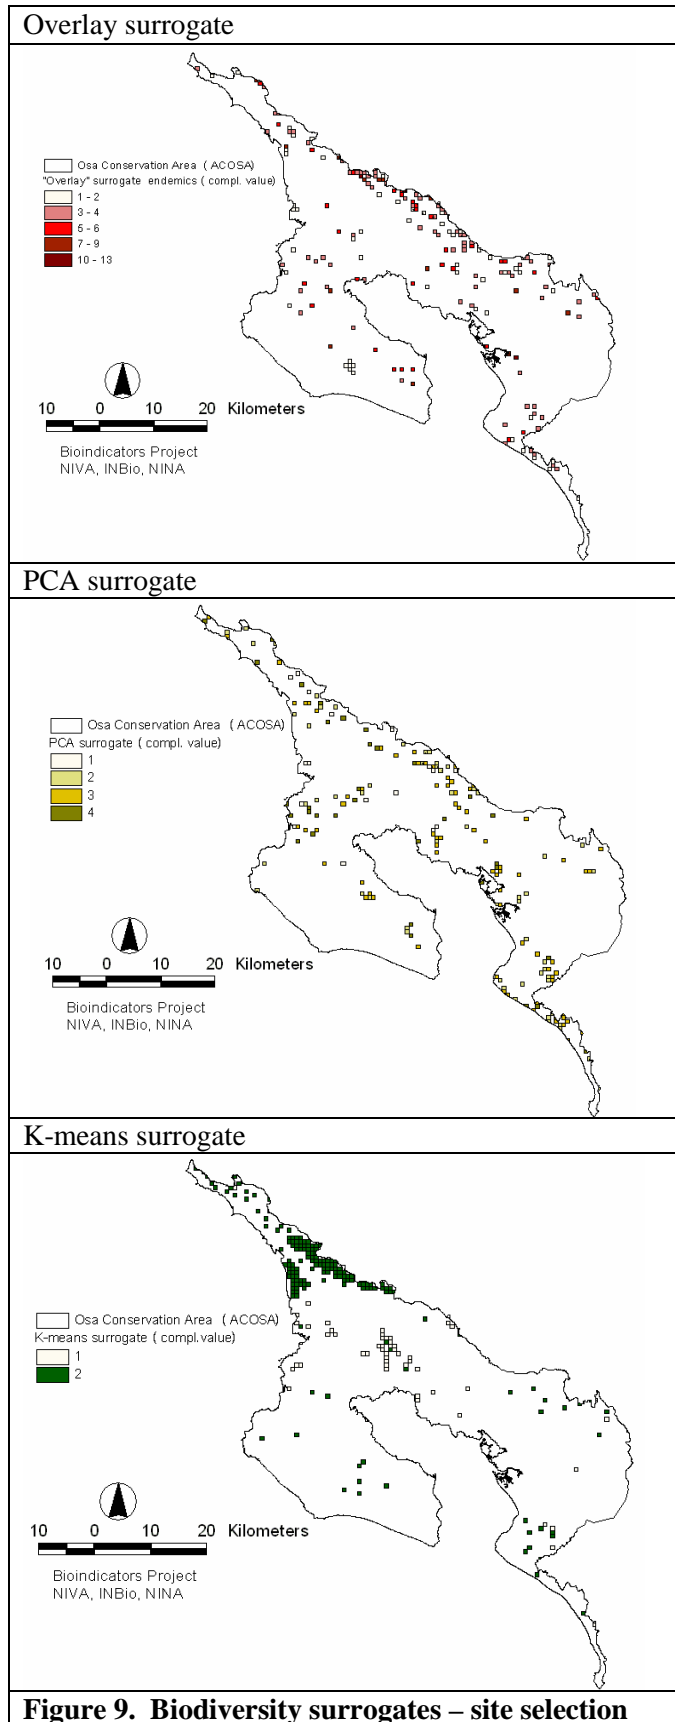 Overlay surrogate
Osa Conservation Area ( ACOSA)
"Overlay" surrogate endemics ( compl. value)
1 - 2
3 - 4
5 - 6
7 - 9
10 - 13
10 0 10 20 Kilometers
Bioindicators Project
NIVA, INBio, NINA
PCA surrogate
Osa Conservation Area ( ACOSA)
PCA surrogate ( compl. value)
1
2
3
4
10 0 10 20 Kilometers
Bioindicators Project
NIVA, INBio, NINA
K-means surrogate
Osa Conservation Area ( ACOSA)
K-means surrogate ( compl.value)
1
2
10 0 10 20 Kilometers
Bioindicators Project
NIVA, INBio, NINA
Figure 9. Biodiversity surrogates – site selection